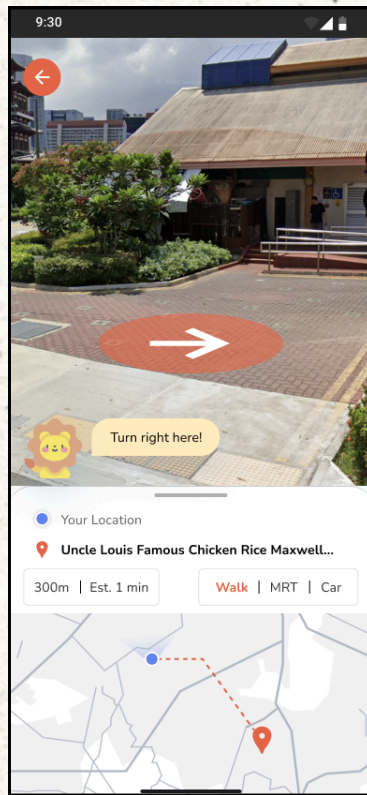 9:30
Turn right here!
Your Location
Uncle Louis Famous Chicken Rice Maxwell...
300m | Est. 1 min
Walk | MRT | Car